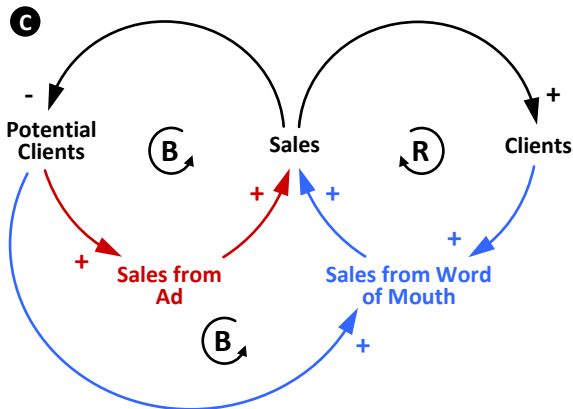 C
-
+
Potential
Clients
B
Sales
R
Clients
+
+
+
+
Sales from
Ad
Sales from Word
of Mouth
B
+